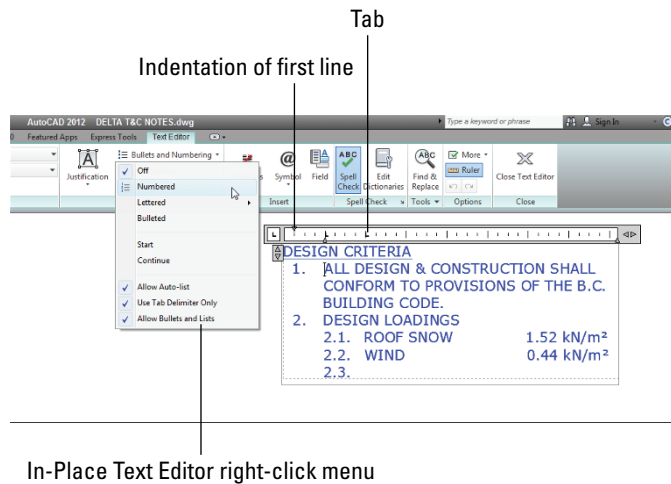 Tab
Indentation of first line
AutoCAD 2012 DELTA T&C NOTES.dwg
Type a keyword or phrase
Sign In
Featured Apps Express Tools Text Editor
Bullets and Numbering
Justification
Symbol
Field
Spell Check
Edit Dictionaries
Find & Replace
More
Ruler
Close Text Editor
Insert Spell Check Tools Options Close
Off
Numbered
Lettered
Bulleted
Start
Continue
Allow Auto-list
Use Tab Delimiter Only
Allow Bullets and Lists
DESIGN CRITERIA
1. ALL DESIGN & CONSTRUCTION SHALL
CONFORM TO PROVISIONS OF THE B.C.
BUILDING CODE.
2. DESIGN LOADINGS
2.1. ROOF SNOW 1.52 kN/m²
2.2. WIND 0.44 kN/m²
2.3.
In-Place Text Editor right-click menu